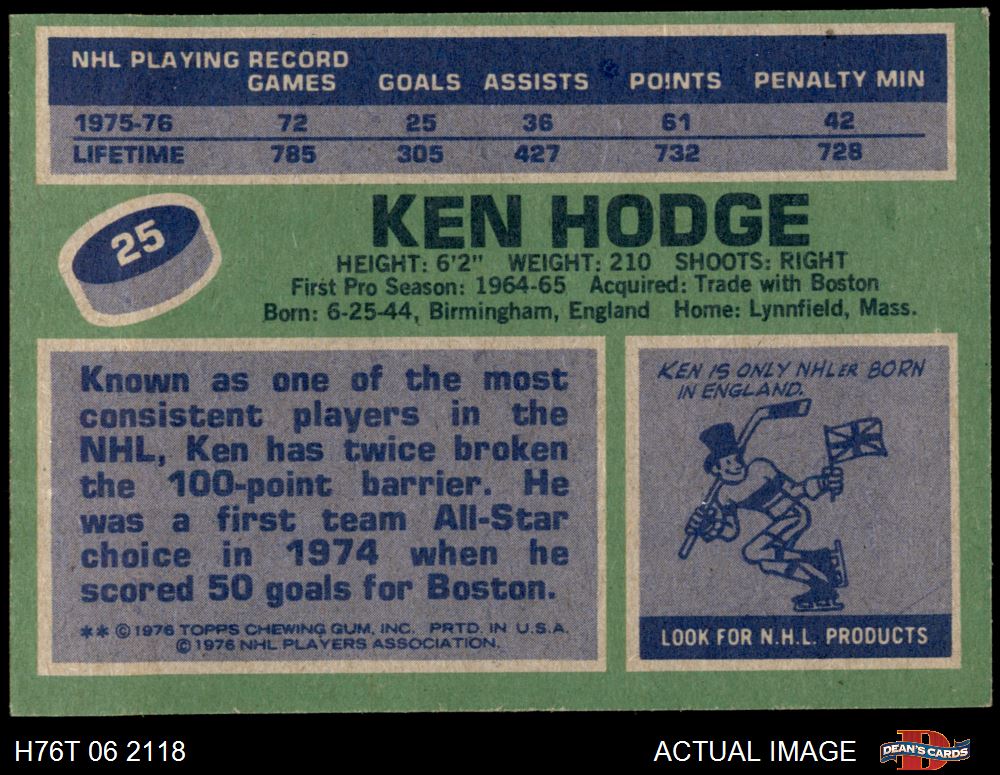 NHL PLAYING RECORD
GAMES GOALS ASSISTS POINTS PENALTY MIN
1975-76 72 25 36 61 42
LIFETIME 785 305 427 732 728
25
KEN HODGE
HEIGHT: 6'2" WEIGHT: 210 SHOOTS: RIGHT
First Pro Season: 1964-65 Acquired: Trade with Boston
Born: 6-25-44, Birmingham, England Home: Lynnfield, Mass.
Known as one of the most
consistent players in the
NHL, Ken has twice broken
the 100-point barrier. He
was a first team All-Star
choice in 1974 when he
scored 50 goals for Boston.
** © 1976 TOPPS CHEWING GUM, INC. PRTD. IN U.S.A.
© 1976 NHL PLAYERS ASSOCIATION.
KEN IS ONLY NHLER BORN
IN ENGLAND.
LOOK FOR N.H.L. PRODUCTS
H76T 06 2118
ACTUAL IMAGE
D
DEAN'S CARDS